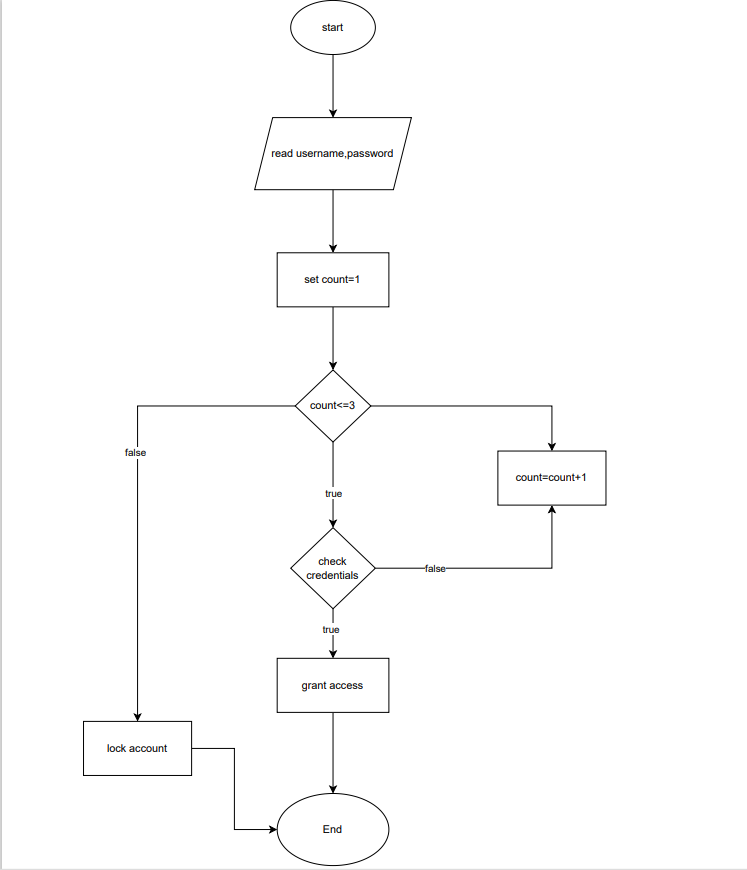 start
read username,password
set count=1
count<=3
false
count=count+1
true
check
credentials
false
true
grant access
lock account
End